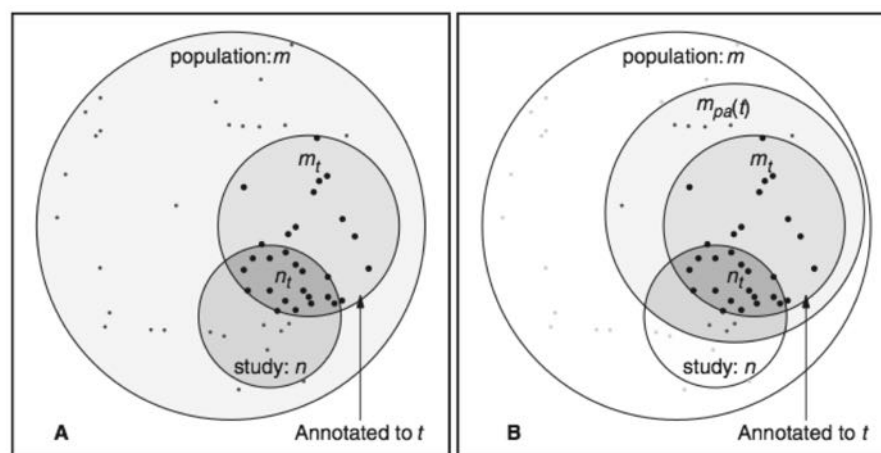 population: m
m_t
n_t
study: n
A
Annotated to t
population: m
m_pa(t)
m_t
n_t
study: n
B
Annotated to t